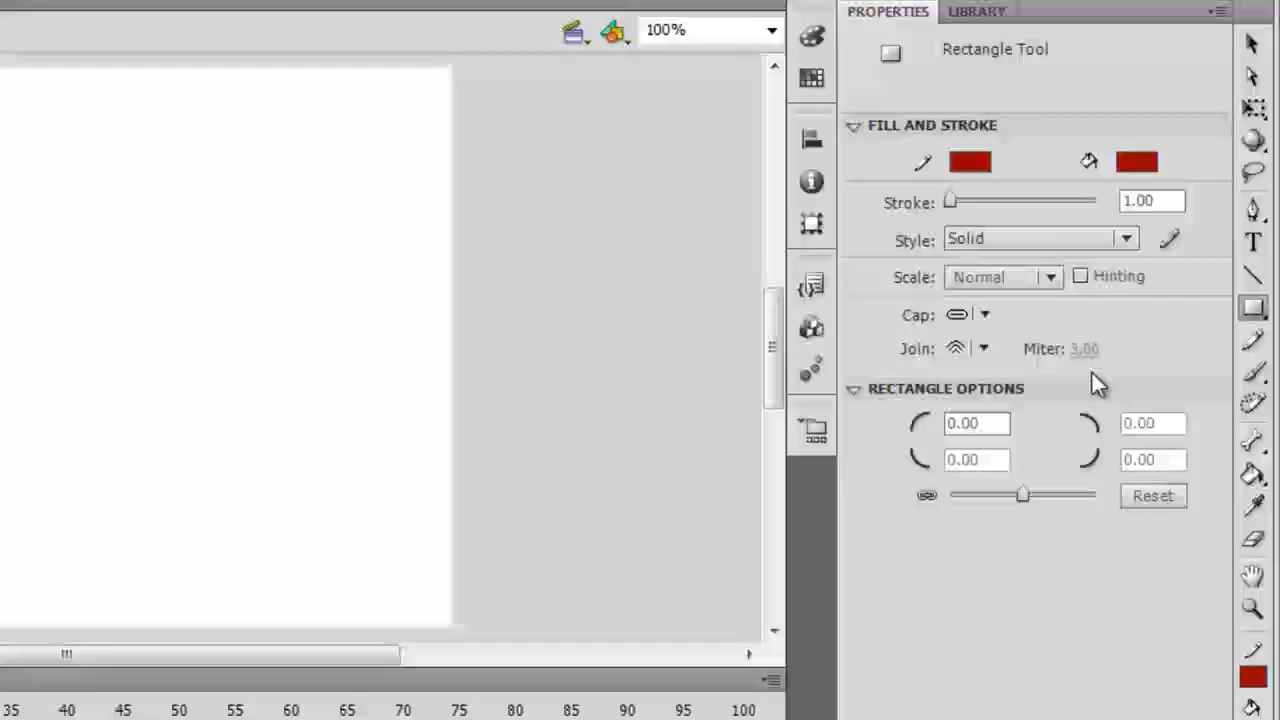 PROPERTIES LIBRARY
100%
Rectangle Tool
FILL AND STROKE
Stroke: 1.00
Style: Solid
Scale: Normal Hinting
Cap:
Join: Miter: 3.00
RECTANGLE OPTIONS
0.00 0.00
0.00 0.00
Reset
T
35 40 45 50 55 60 65 70 75 80 85 90 95 100